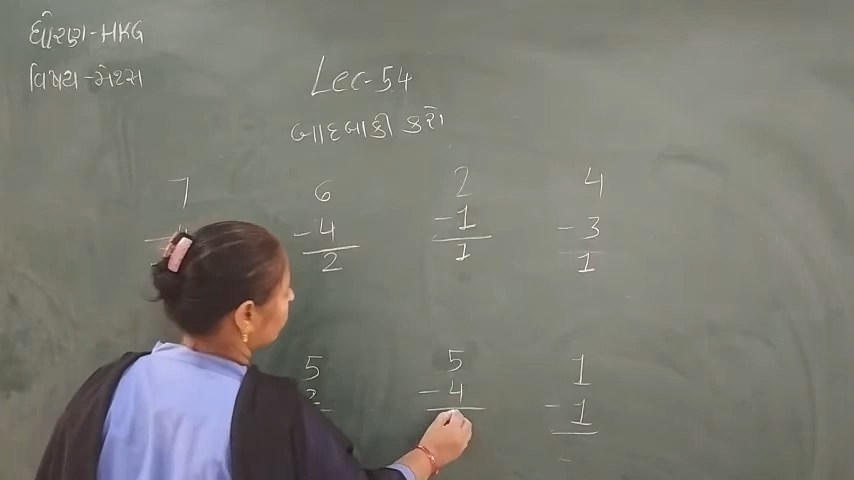 ધોરણ-HKG
વિષય-મેથ્સ
Lec-54
બાદબાકી કરો
7 6 2 4
-4 -1 -3
2 1 1
5 5 1
-4 -1